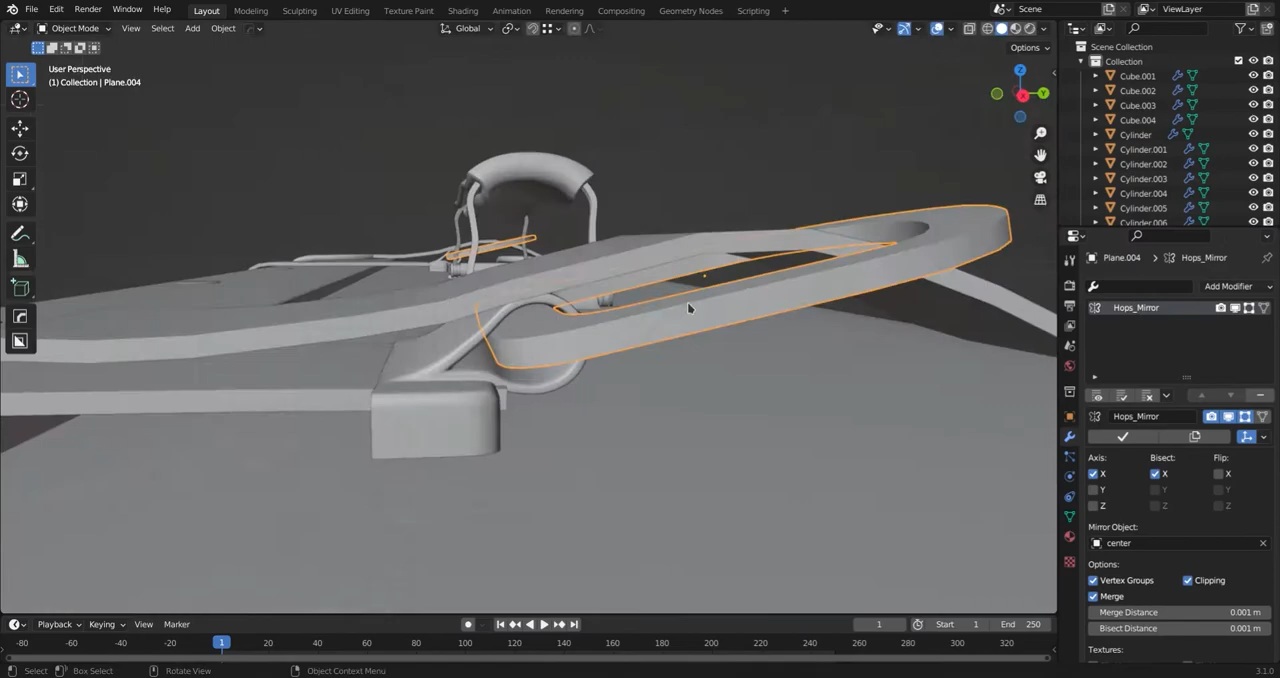 File Edit Render Window Help Layout Modeling Sculpting UV Editing Texture Paint Shading Animation Rendering Compositing Geometry Nodes Scripting + Scene ViewLayer
Object Mode View Select Add Object Global
Options
User Perspective
(1) Collection | Plane.004
Z
Y
X
Scene Collection
Collection
Cube.001
Cube.002
Cube.003
Cube.004
Cylinder
Cylinder.001
Cylinder.002
Cylinder.003
Cylinder.004
Cylinder.005
Cylinder.006
Plane.004 > Hops_Mirror
Add Modifier
Hops_Mirror
Hops_Mirror
Axis: Bisect: Flip:
X X X
Y Y Y
Z Z Z
Mirror Object:
center
Options:
Vertex Groups Clipping
Merge
Merge Distance 0.001 m
Bisect Distance 0.001 m
Textures:
Playback Keying View Marker 1 Start 1 End 250
-80 -60 -40 -20 1 20 40 60 80 100 120 140 160 180 200 220 240 260 280 300 320
Select Box Select Rotate View Object Context Menu 3.1.0